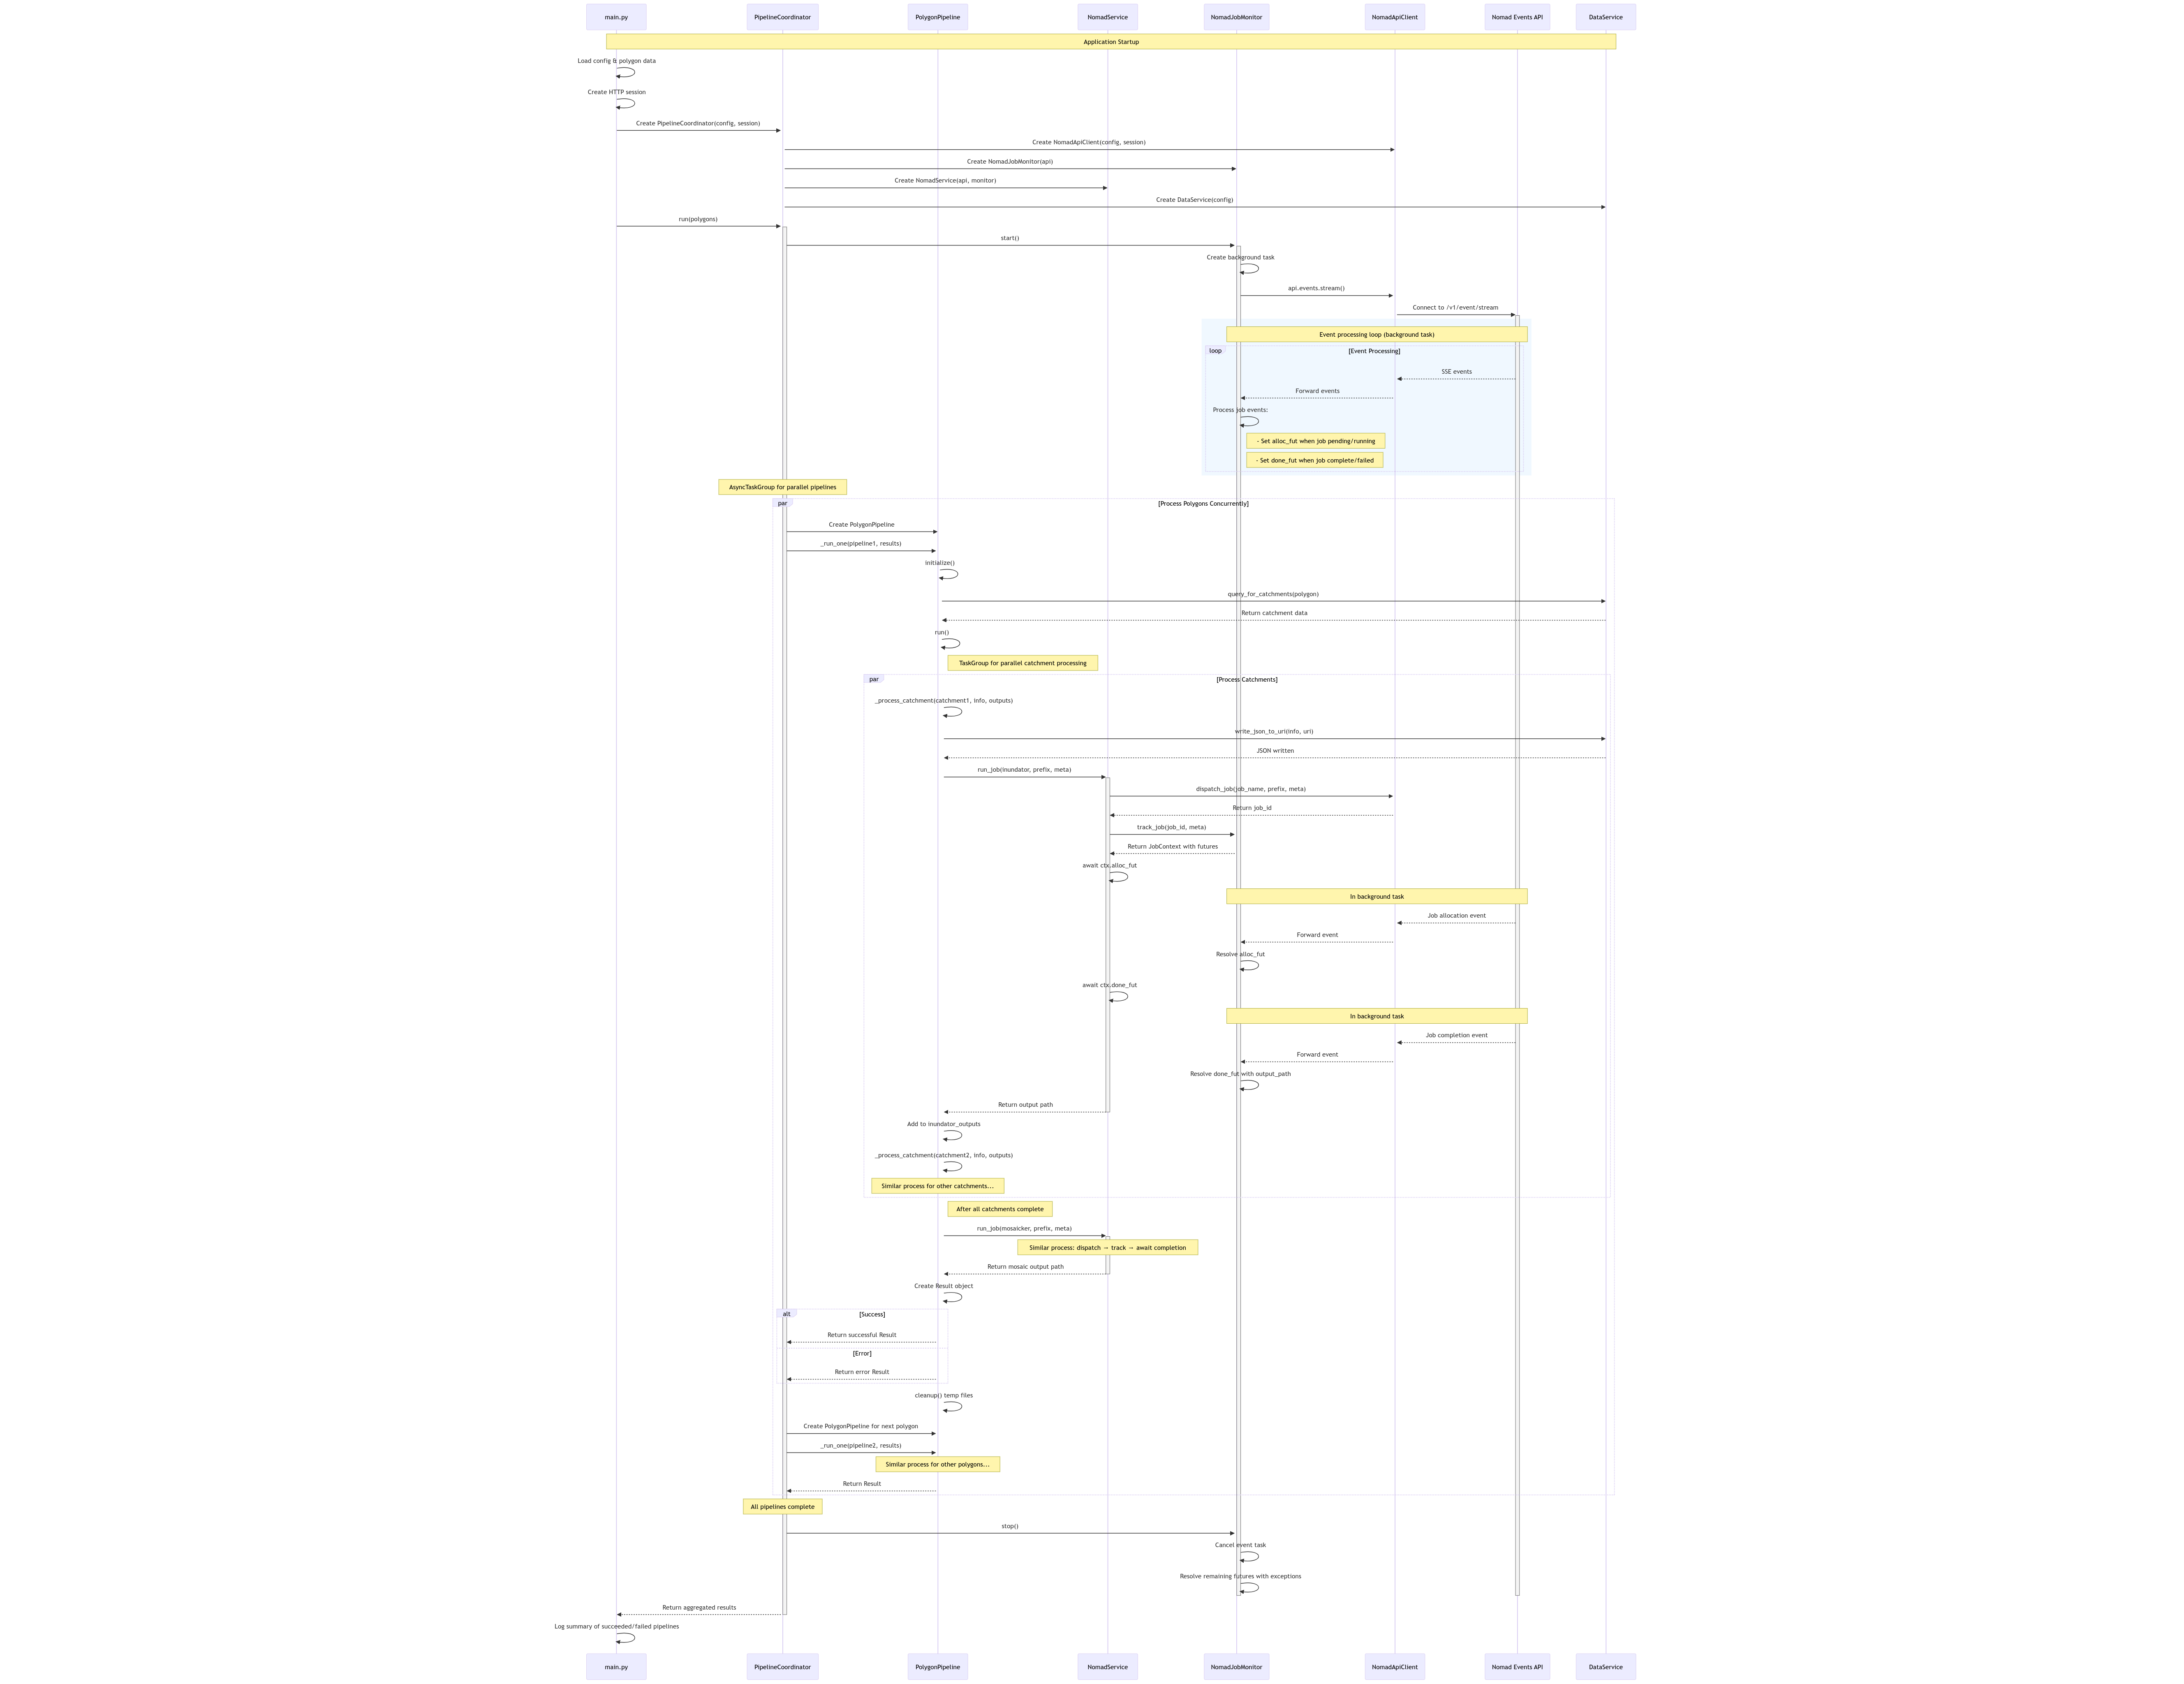 main.py
PipelineCoordinator
PolygonPipeline
NomadService
NomadJobMonitor
NomadApiClient
Nomad Events API
DataService
Application Startup
Load config & polygon data
Create HTTP session
Create PipelineCoordinator(config, session)
Create NomadApiClient(config, session)
Create NomadJobMonitor(api)
Create NomadService(api, monitor)
Create DataService(config)
run(polygons)
start()
Create background task
api.events.stream()
Connect to /v1/event/stream
Event processing loop (background task)
loop
[Event Processing]
SSE events
Forward events
Process job events:
- Set alloc_fut when job pending/running
- Set done_fut when job complete/failed
AsyncTaskGroup for parallel pipelines
par
[Process Polygons Concurrently]
Create PolygonPipeline
_run_one(pipeline1, results)
initialize()
query_for_catchments(polygon)
Return catchment data
run()
TaskGroup for parallel catchment processing
par
[Process Catchments]
_process_catchment(catchment1, info, outputs)
write_json_to_uri(info, uri)
JSON written
run_job(inundator, prefix, meta)
dispatch_job(job_name, prefix, meta)
Return job_id
track_job(job_id, meta)
Return JobContext with futures
await ctx.alloc_fut
In background task
Job allocation event
Forward event
Resolve alloc_fut
await ctx.done_fut
In background task
Job completion event
Forward event
Resolve done_fut with output_path
Return output path
Add to inundator_outputs
_process_catchment(catchment2, info, outputs)
Similar process for other catchments...
After all catchments complete
run_job(mosaicker, prefix, meta)
Similar process: dispatch → track → await completion
Return mosaic output path
Create Result object
alt
[Success]
Return successful Result
[Error]
Return error Result
cleanup() temp files
Create PolygonPipeline for next polygon
_run_one(pipeline2, results)
Similar process for other polygons...
Return Result
All pipelines complete
stop()
Cancel event task
Resolve remaining futures with exceptions
Return aggregated results
Log summary of succeeded/failed pipelines
main.py
PipelineCoordinator
PolygonPipeline
NomadService
NomadJobMonitor
NomadApiClient
Nomad Events API
DataService